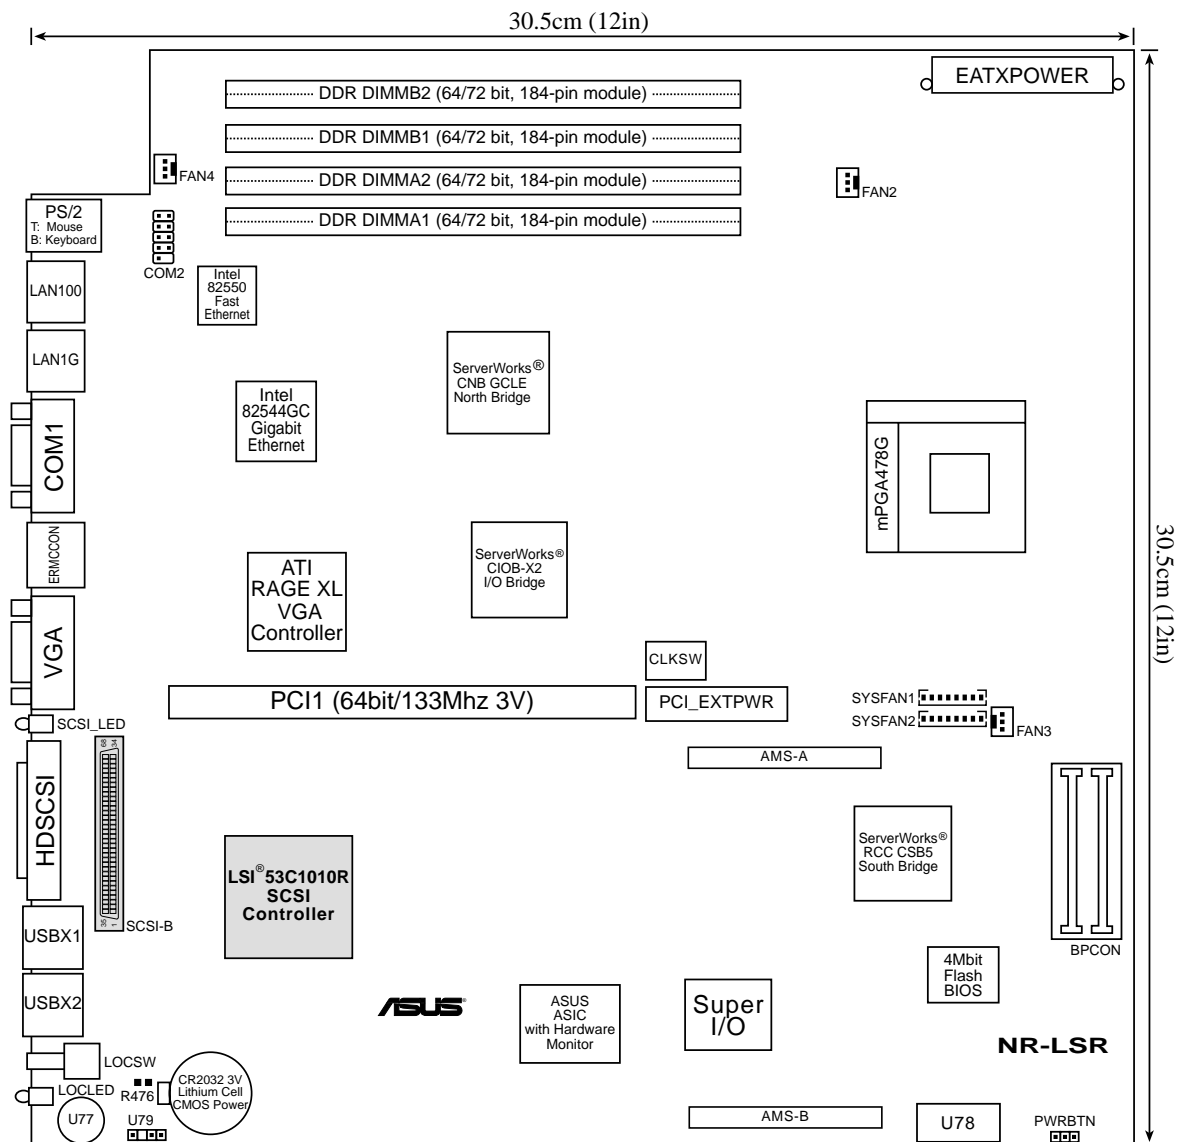 30.5cm (12in)
EATXPOWER
DDR DIMMB2 (64/72 bit, 184-pin module)
DDR DIMMB1 (64/72 bit, 184-pin module)
DDR DIMMA2 (64/72 bit, 184-pin module)
DDR DIMMA1 (64/72 bit, 184-pin module)
FAN4
FAN2
PS/2
T: Mouse
B: Keyboard
COM2
LAN100
Intel
82550
Fast
Ethernet
LAN1G
ServerWorks®
CNB GCLE
North Bridge
Intel
82544GC
Gigabit
Ethernet
COM1
mPGA478G
30.5cm (12in)
ERMCCON
ServerWorks®
CIOB-X2
I/O Bridge
ATI
RAGE XL
VGA
Controller
VGA
CLKSW
PCI1 (64bit/133Mhz 3V)
PCI_EXTPWR
SYSFAN1
SYSFAN2
FAN3
SCSI_LED
68
34
AMS-A
HDSCSI
LSI®53C1010R
SCSI
Controller
ServerWorks®
RCC CSB5
South Bridge
35
1
SCSI-B
USBX1
BPCON
4Mbit
Flash
BIOS
USBX2
ASUS
ASUS
ASIC
with Hardware
Monitor
Super
I/O
NR-LSR
LOCSW
LOCLED
R476
CR2032 3V
Lithium Cell
CMOS Power
U77
U79
AMS-B
U78
PWRBTN